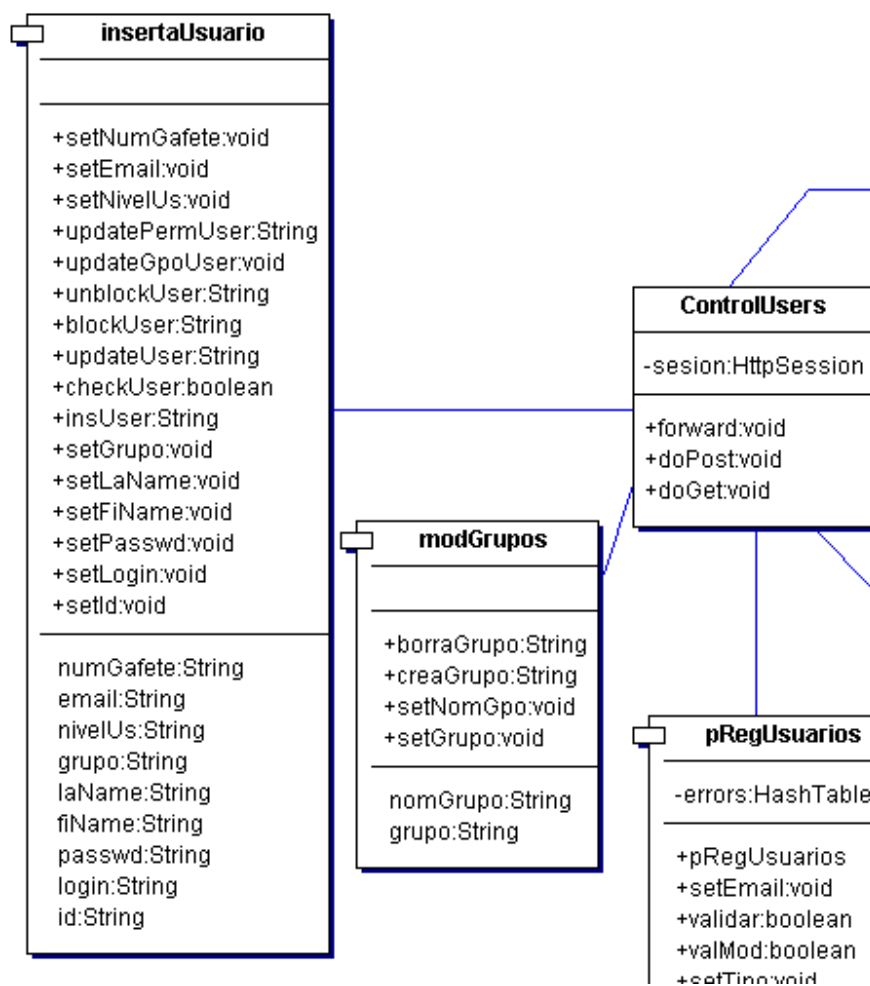 insertaUsuario
+setNumGafete:void
+setEmail:void
+setNivelUs:void
+updatePermUser:String
+updateGpoUser:void
+unblockUser:String
+blockUser:String
+updateUser:String
+checkUser:boolean
+insUser:String
+setGrupo:void
+setLaName:void
+setFiName:void
+setPasswd:void
+setLogin:void
+setId:void
numGafete:String
email:String
nivelUs:String
grupo:String
laName:String
fiName:String
passwd:String
login:String
id:String
modGrupos
+borraGrupo:String
+creaGrupo:String
+setNomGpo:void
+setGrupo:void
nomGrupo:String
grupo:String
ControlUsers
-sesion:HttpSession
+forward:void
+doPost:void
+doGet:void
pRegUsuarios
-errors:HashTable
+pRegUsuarios
+setEmail:void
+validar:boolean
+valMod:boolean
+setTipo:void